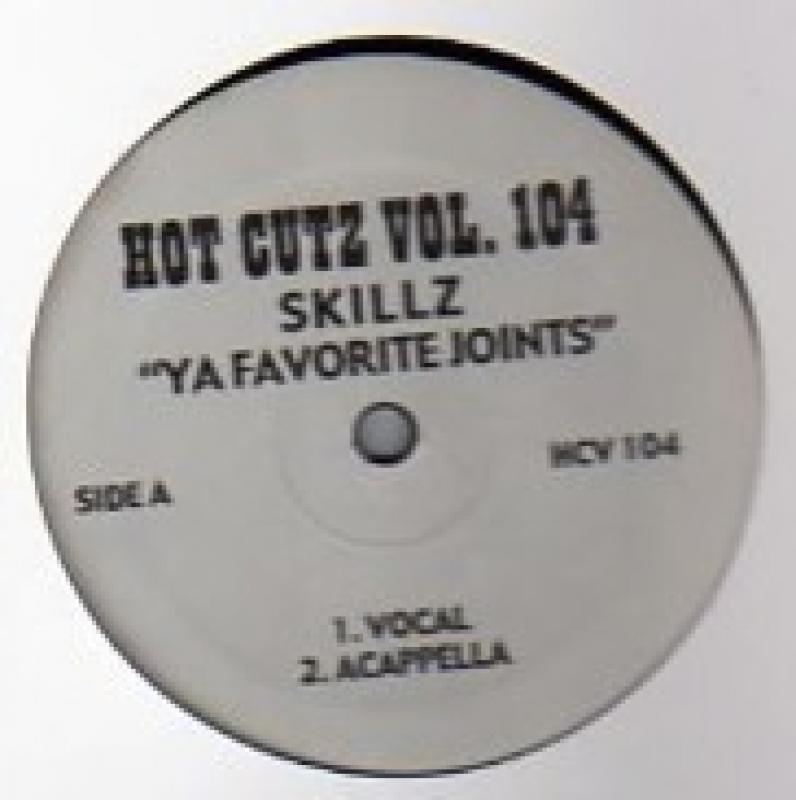 HOT CUTZ VOL. 104
SKILLZ
"YA FAVORITE JOINTS"
SIDE A
HCV 104
1. VOCAL
2. ACAPPELLA